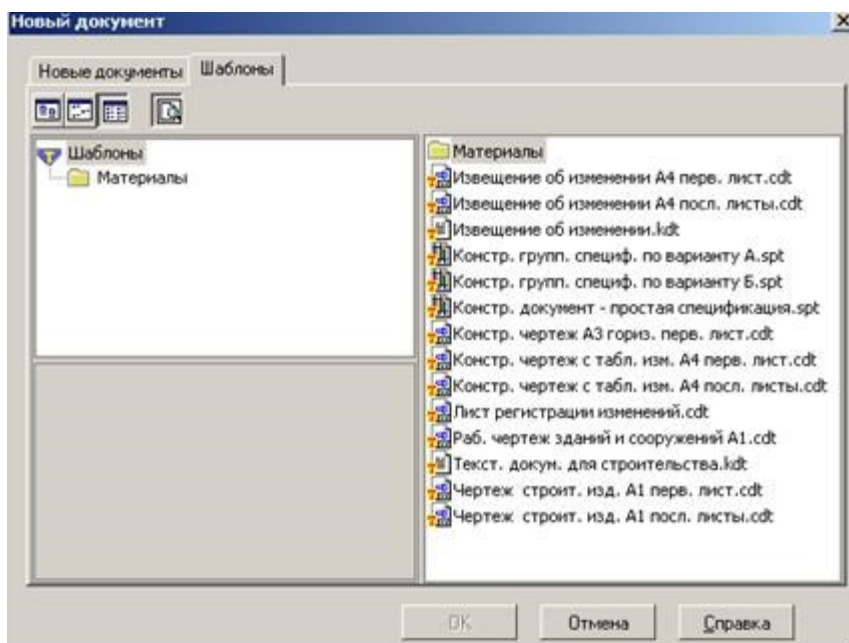 Новый документ
Новые документы Шаблоны
Шаблоны
Материалы
Материалы
Извещение об изменении А4 перв. лист.cdt
Извещение об изменении А4 посл. листы.cdt
Извещение об изменении.kdt
Констр. групп. специф. по варианту А.spt
Констр. групп. специф. по варианту Б.spt
Констр. документ - простая спецификация.spt
Констр. чертеж А3 гориз. перв. лист.cdt
Констр. чертеж с табл. изм. А4 перв. лист.cdt
Констр. чертеж с табл. изм. А4 посл. листы.cdt
Лист регистрации изменений.cdt
Раб. чертеж зданий и сооружений А1.cdt
Текст. докум. для строительства.kdt
Чертеж строит. изд. А1 перв. лист.cdt
Чертеж строит. изд. А1 посл. листы.cdt
OK Отмена Справка